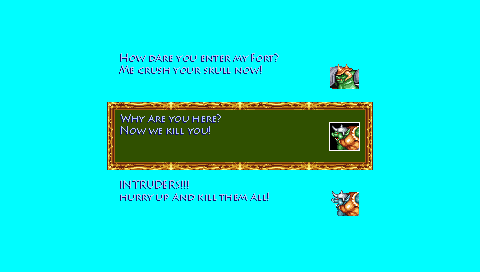 How dare you enter my Fort?
Me crush your skull now!
Why are you here?
Now we kill you!
INTRUDERS!!!
hurry up and kill them all!